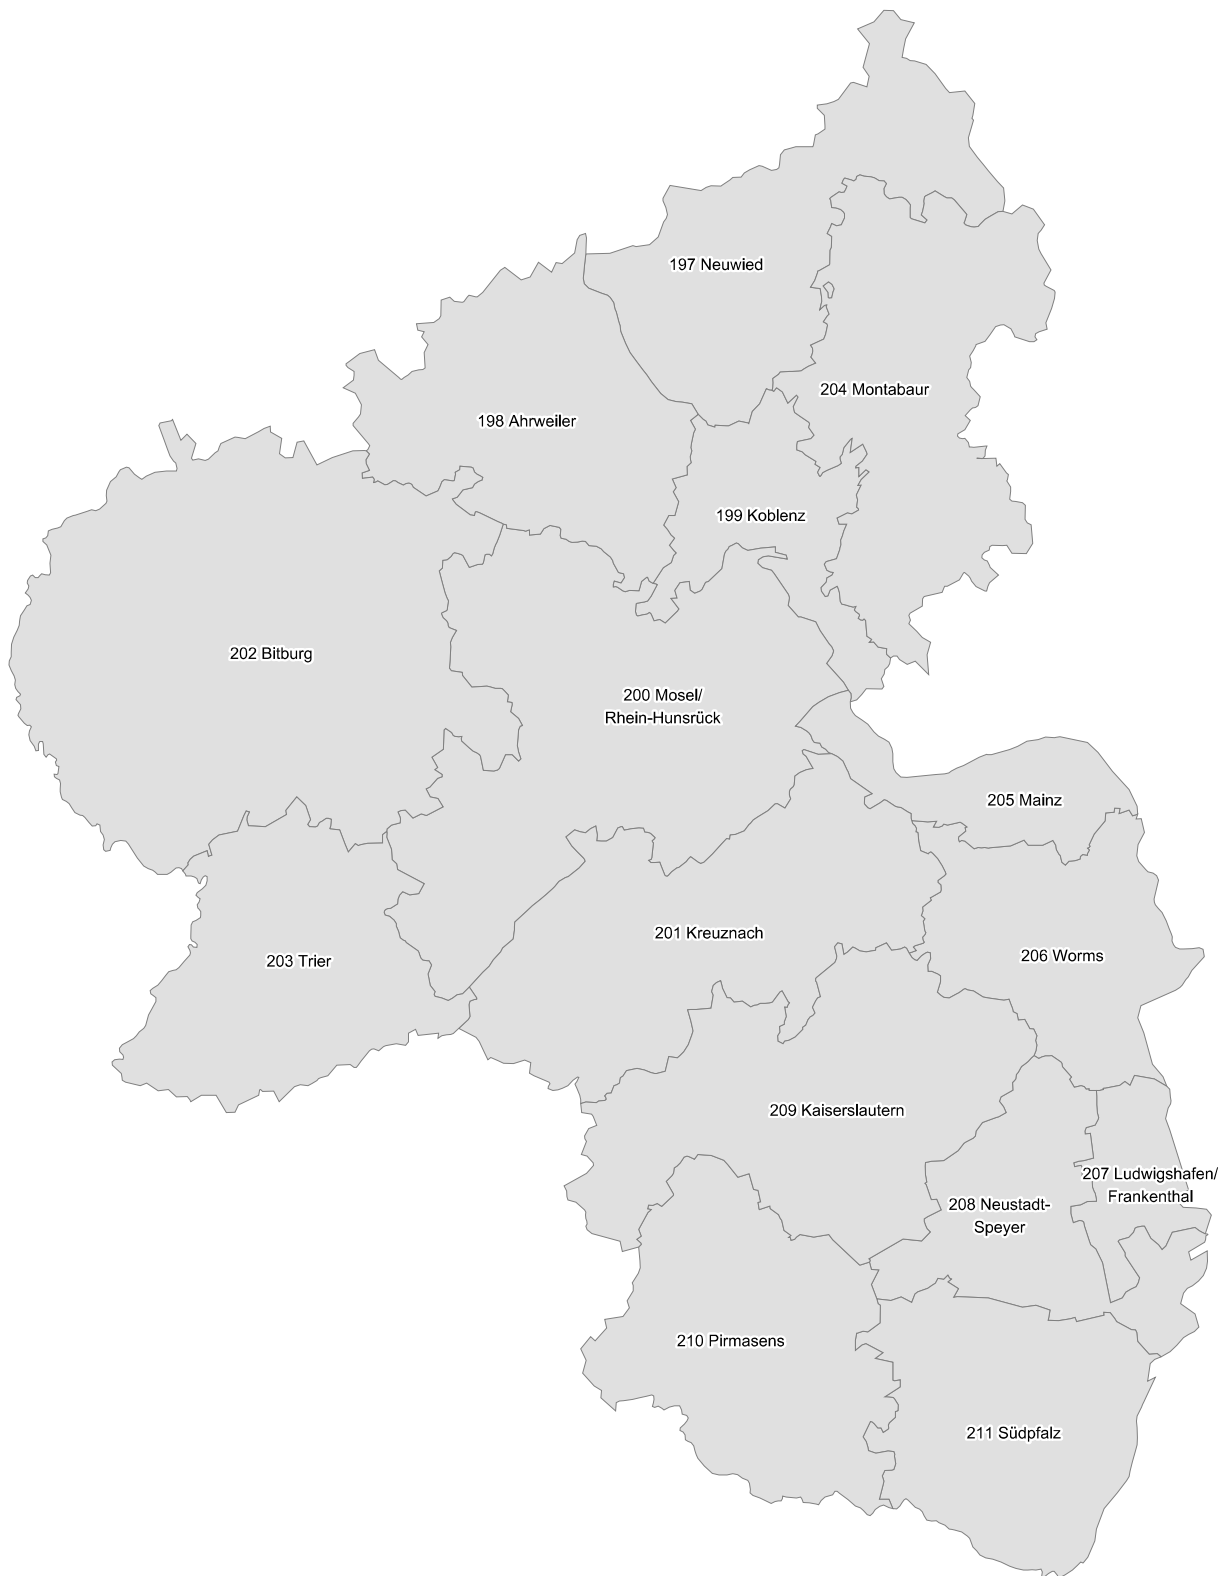 197 Neuwied
204 Montabaur
198 Ahrweiler
199 Koblenz
202 Bitburg
200 Mosel/
Rhein-Hunsrück
205 Mainz
201 Kreuznach
206 Worms
203 Trier
209 Kaiserslautern
207 Ludwigshafen/
Frankenthal
208 Neustadt-
Speyer
210 Pirmasens
211 Südpfalz